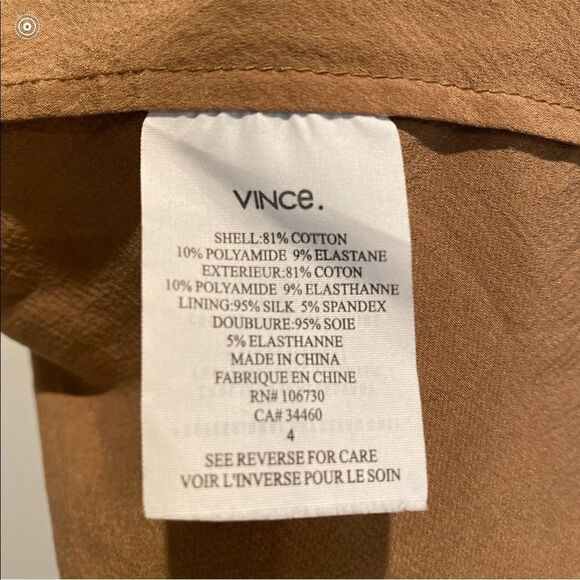 VINCe.
SHELL:81% COTTON
10% POLYAMIDE 9% ELASTANE
EXTERIEUR:81% COTON
10% POLYAMIDE 9% ELASTHANNE
LINING:95% SILK 5% SPANDEX
DOUBLURE:95% SOIE
5% ELASTHANNE
MADE IN CHINA
FABRIQUE EN CHINE
RN# 106730
CA# 34460
4
SEE REVERSE FOR CARE
VOIR L'INVERSE POUR LE SOIN